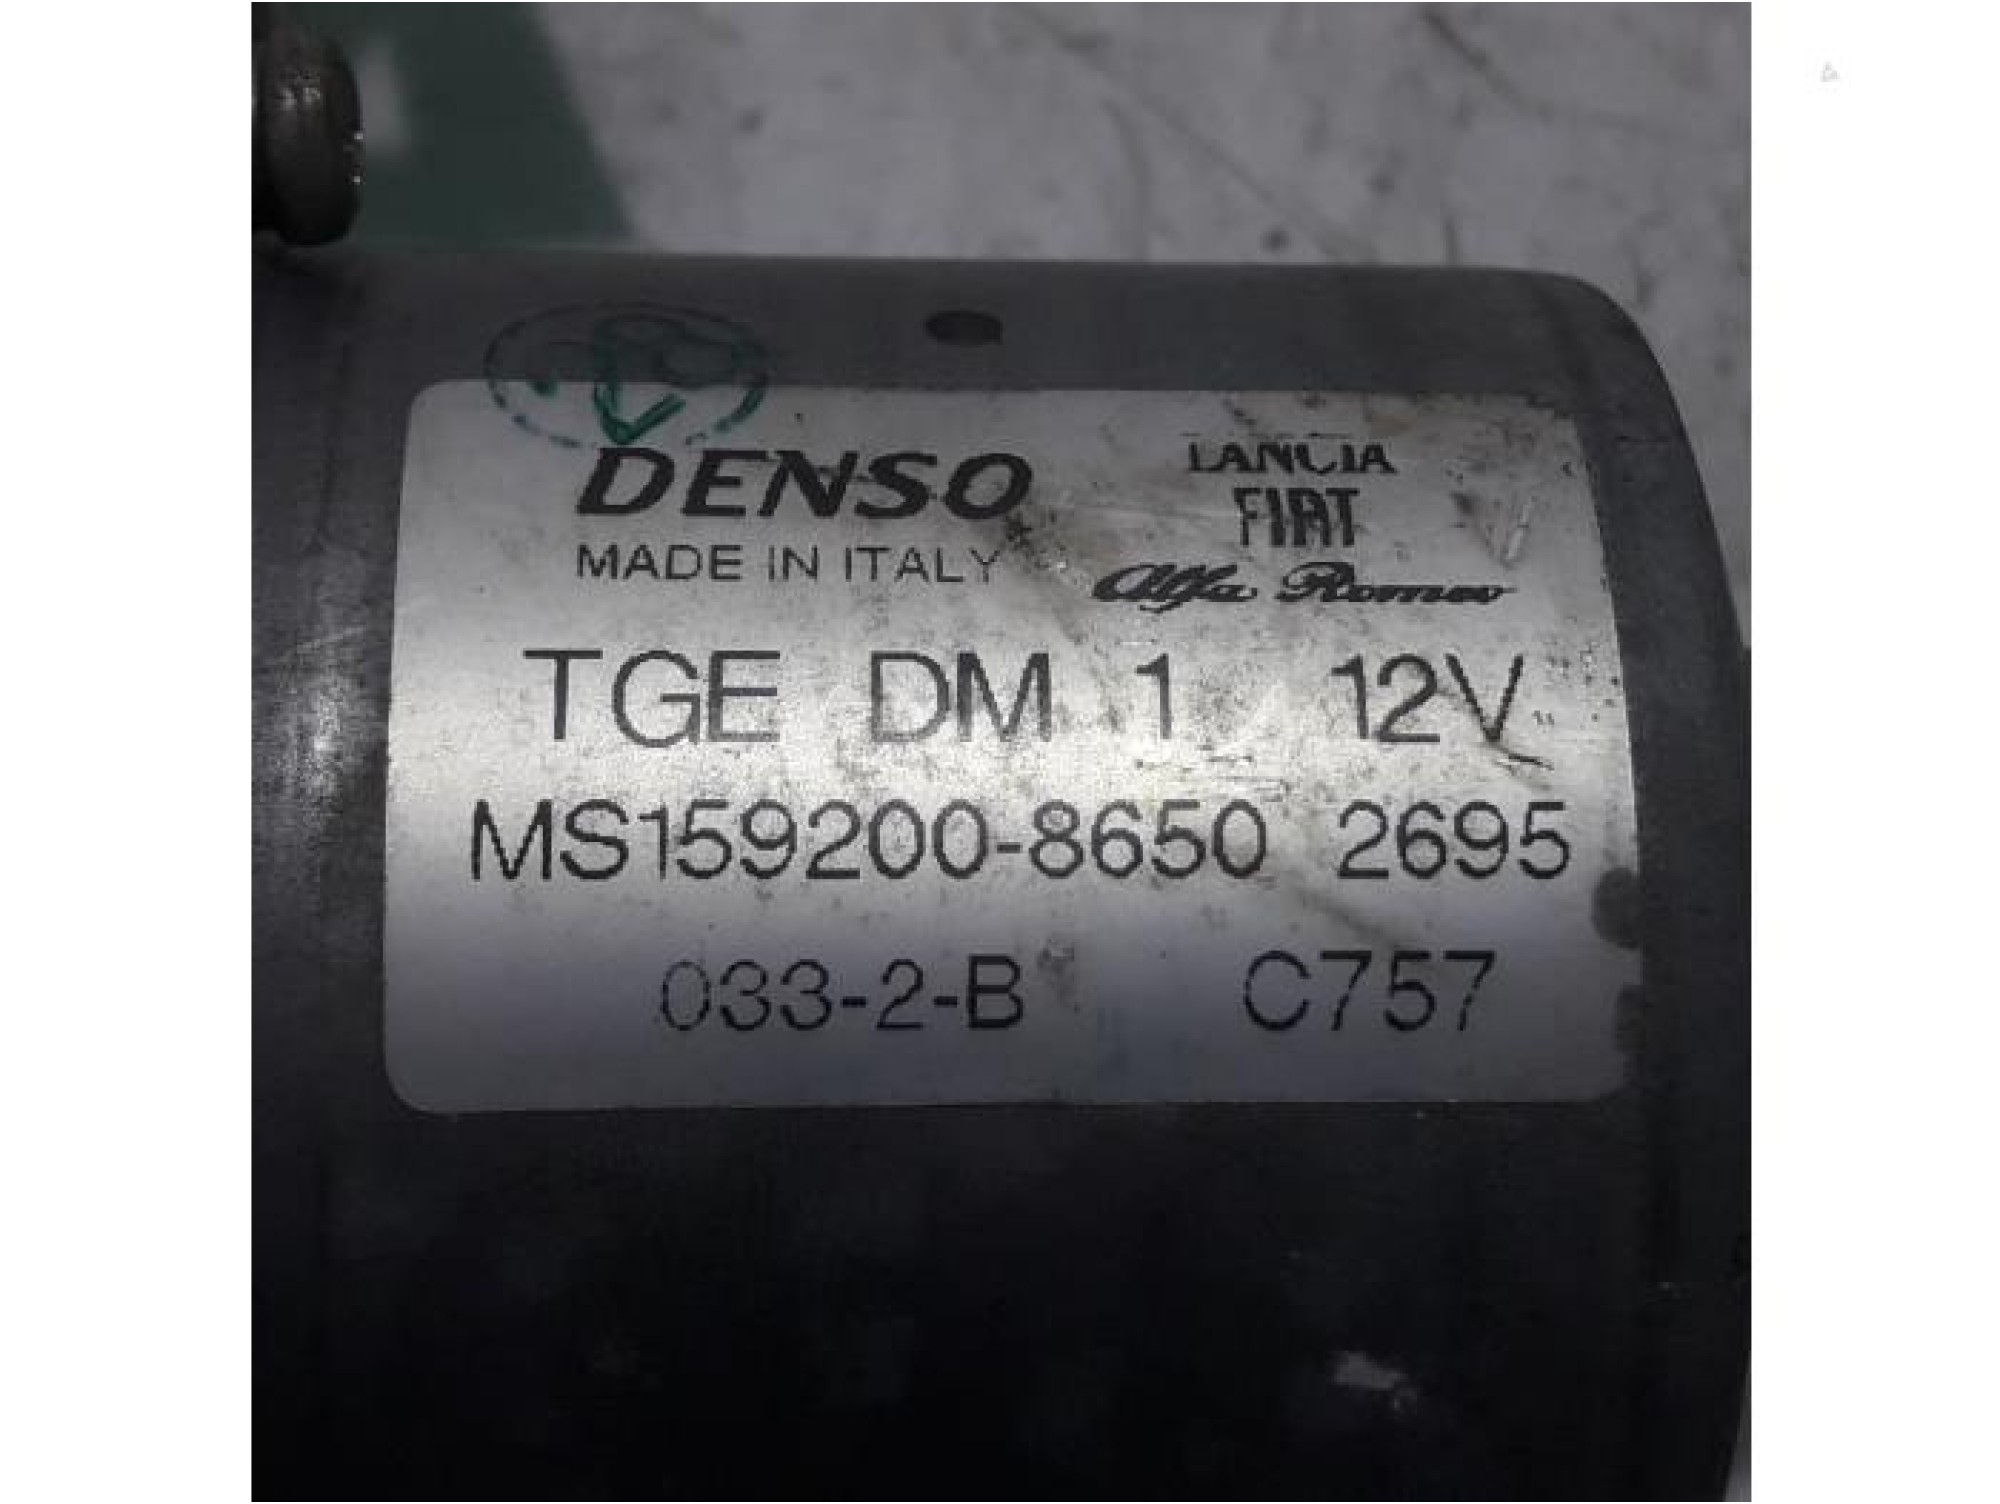 DENSO
MADE IN ITALY
LANCIA
FIAT
Alfa Romeo
TGE DM 1 12V
MS159200-8650 2695
033-2-B C757